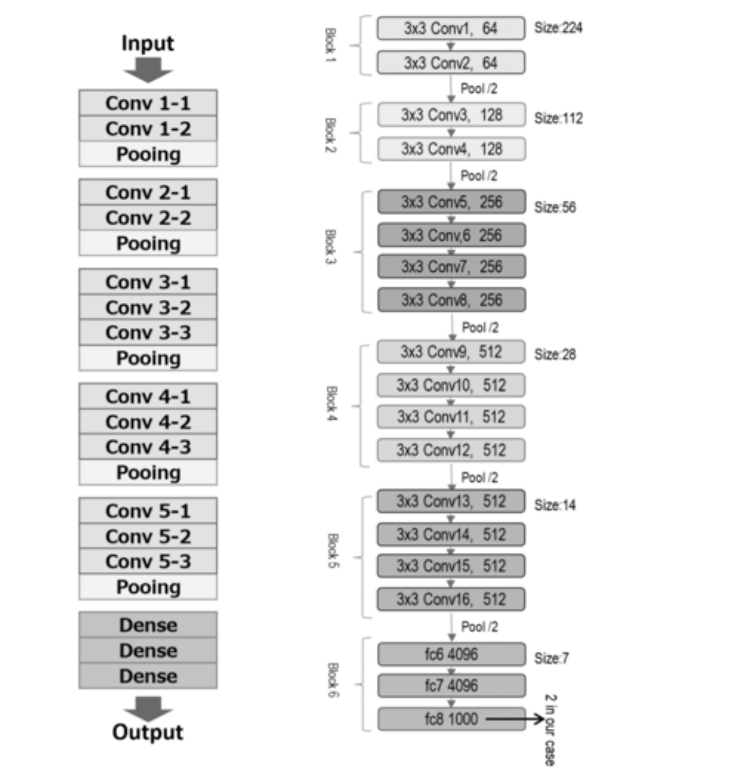 Input
Conv 1-1
Conv 1-2
Pooing
Conv 2-1
Conv 2-2
Pooing
Conv 3-1
Conv 3-2
Conv 3-3
Pooing
Conv 4-1
Conv 4-2
Conv 4-3
Pooing
Conv 5-1
Conv 5-2
Conv 5-3
Pooing
Dense
Dense
Dense
Output
Block 1
3x3 Conv1, 64
Size:224
3x3 Conv2, 64
Pool /2
Block 2
3x3 Conv3, 128
Size:112
3x3 Conv4, 128
Pool /2
Block 3
3x3 Conv5, 256
Size:56
3x3 Conv,6 256
3x3 Conv7, 256
3x3 Conv8, 256
Pool /2
Block 4
3x3 Conv9, 512
Size:28
3x3 Conv10, 512
3x3 Conv11, 512
3x3 Conv12, 512
Pool /2
Block 5
3x3 Conv13, 512
Size:14
3x3 Conv14, 512
3x3 Conv15, 512
3x3 Conv16, 512
Pool /2
Block 6
fc6 4096
Size:7
fc7 4096
fc8 1000
2 in our case